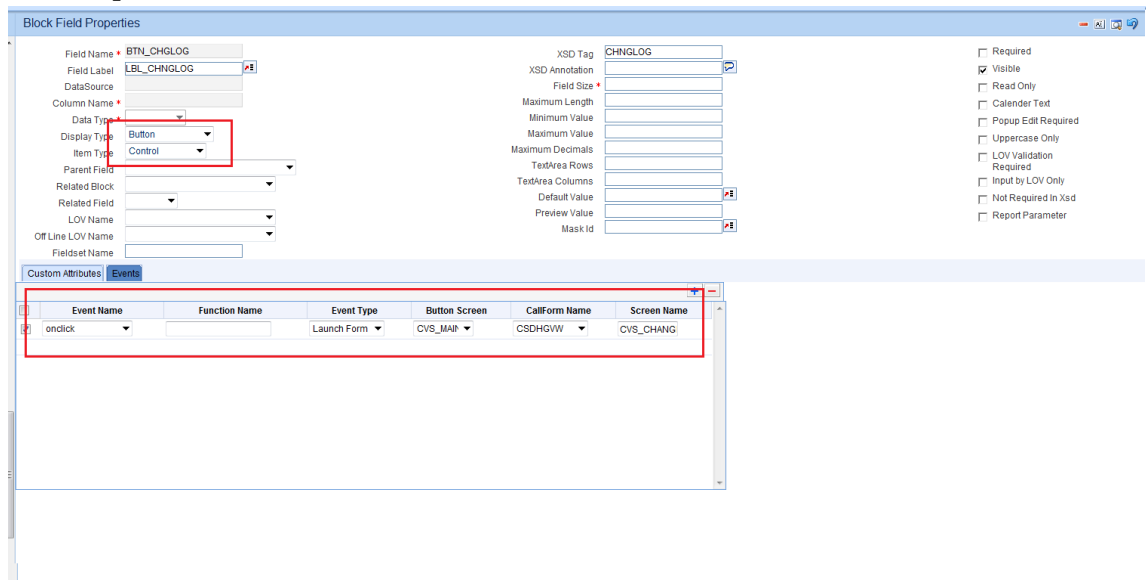 Block Field Properties
Field Name * BTN_CHGLOG
Field Label LBL_CHNGLOG
DataSource
Column Name *
Data Type *
Display Type Button
Item Type Control
Parent Field
Related Block
Related Field
LOV Name
Off Line LOV Name
Fieldset Name
XSD Tag CHNGLOG
XSD Annotation
Field Size *
Maximum Length
Minimum Value
Maximum Value
Maximum Decimals
TextArea Rows
TextArea Columns
Default Value
Preview Value
Mask Id
Required
Visible
Read Only
Calender Text
Popup Edit Required
Uppercase Only
LOV Validation
Required
Input by LOV Only
Not Required In Xsd
Report Parameter
Custom Attributes Events
Event Name Function Name Event Type Button Screen CallForm Name Screen Name
onclick Launch Form CVS_MAIN CSDHGVW CVS_CHANG